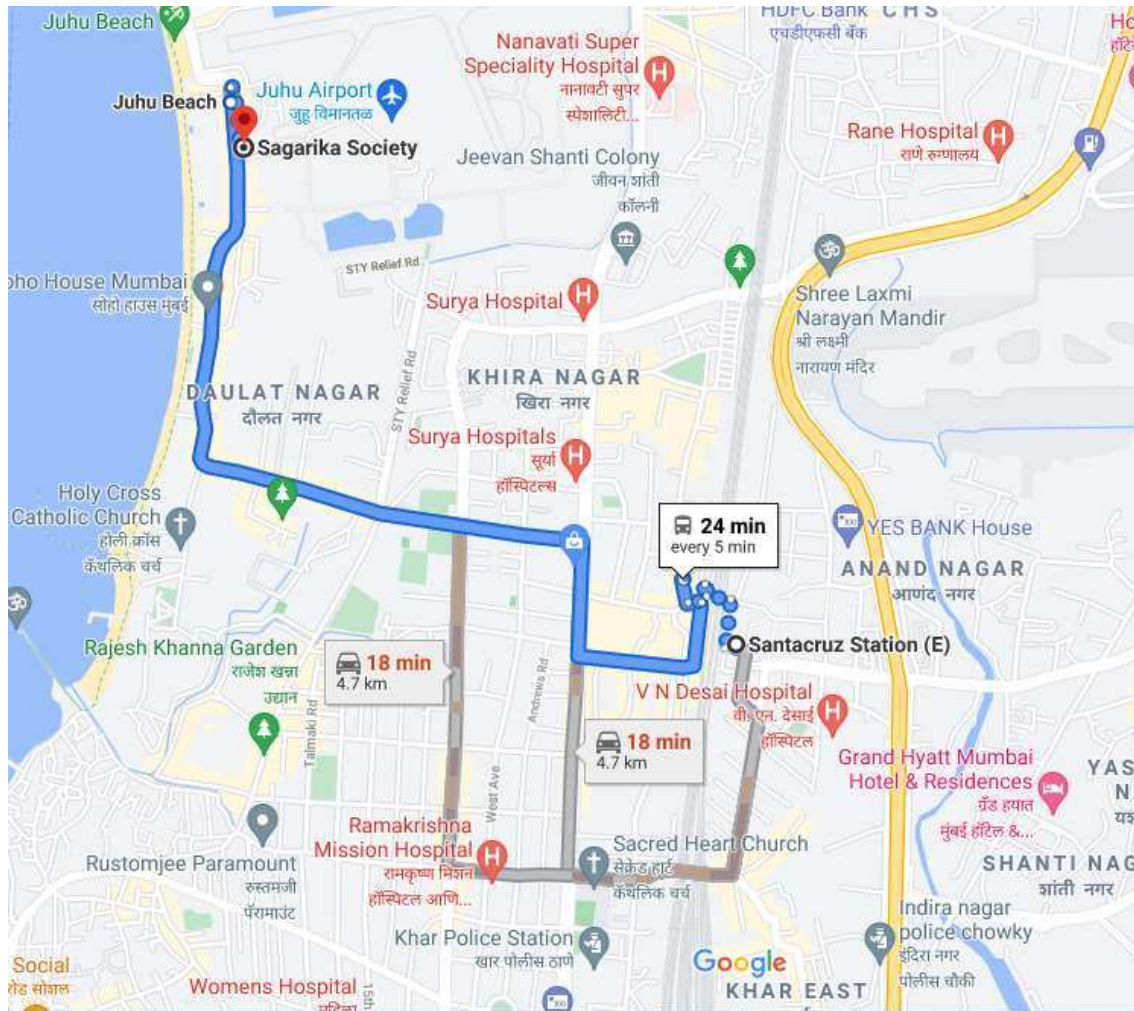 Juhu Beach
HDFC Bank
एचडीएफसी बैंक
CHS
Nanavati Super
Speciality Hospital
नानावटी सुपर
स्पेशालिटी...
Juhu Beach
Juhu Airport
जुहू विमानतळ
Sagarika Society
Rane Hospital
राणे रुग्णालय
Jeevan Shanti Colony
जीवन शांती
कॉलनी
STY Relief Rd
oho House Mumbai
सोहो हाउस मुंबई
Surya Hospital
Shree Laxmi
Narayan Mandir
श्री लक्ष्मी
नारायण मंदिर
DAULAT NAGAR
दौलत नगर
STY Relief Rd
KHIRA NAGAR
खिरा नगर
Surya Hospitals
सूर्या
हॉस्पिटल्स
Holy Cross
Catholic Church
होली क्रॉस
कॅथलिक चर्च
24 min
every 5 min
YES BANK House
ANAND NAGAR
आणंद नगर
Rajesh Khanna Garden
राजेश खन्ना
उद्यान
18 min
4.7 km
Santacruz Station (E)
Andrews Rd
Talmaki Rd
V N Desai Hospital
वी. एन. देसाई
हॉस्पिटल
18 min
4.7 km
Grand Hyatt Mumbai
Hotel & Residences
ग्रँड हयात
मुंबई हॉटेल &...
YAS
N
यश
West Ave
Ramakrishna
Mission Hospital
रामकृष्ण मिशन
हॉस्पिटल आणि...
Sacred Heart Church
सेक्रेड हार्ट
कॅथलिक चर्च
Rustomjee Paramount
रुस्तमजी
पॅरामाउंट
SHANTI NAG
शांती नगर
Khar Police Station
खार पोलीस ठाणे
Indira nagar
police chowky
इंदिरा नगर
पोलीस चौकी
Google
KHAR EAST
Social
रोड सोशल
Womens Hospital
15th